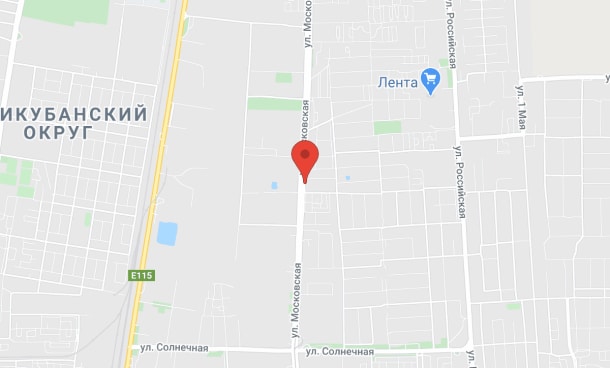 ул. Московская
ул. Российская
Лента
ул. 1 Мая
ИКУБАНСКИЙ
ОКРУГ
ул. Российская
E115
ул. Московская
ул. Солнечная
ул. Солнечная